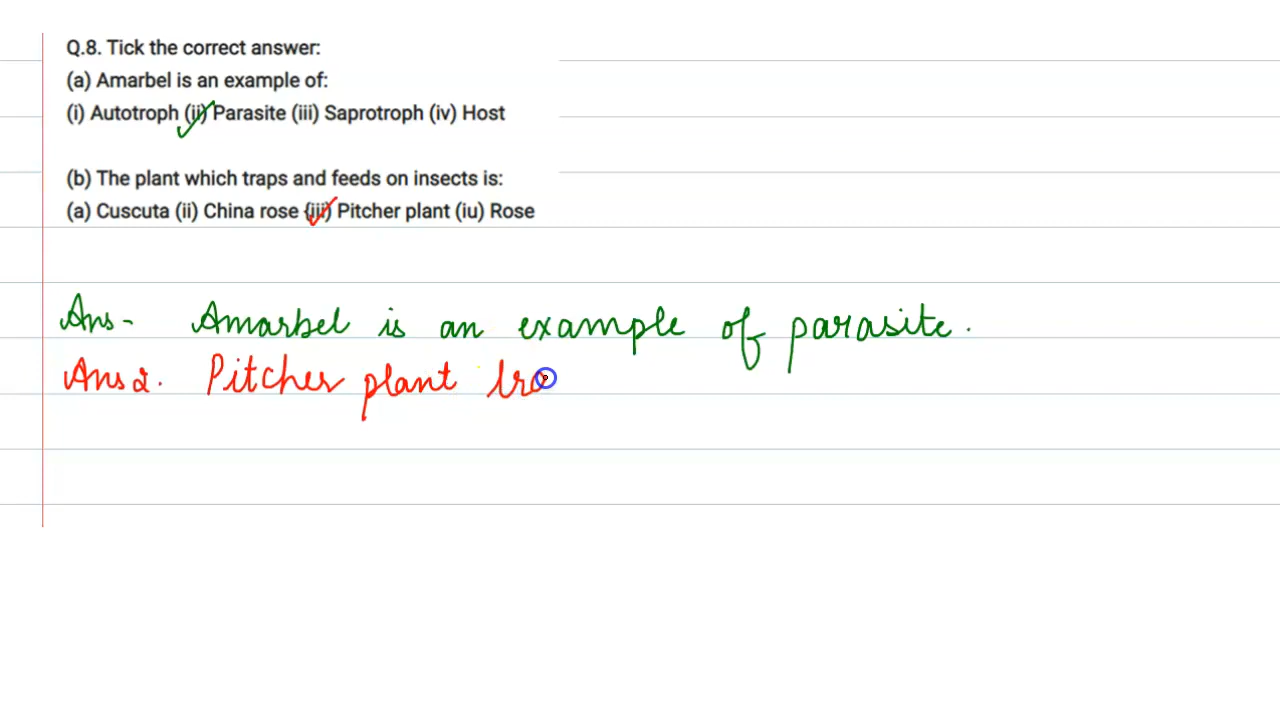 Q.8. Tick the correct answer:
(a) Amarbel is an example of:
(i) Autotroph (ii) Parasite (iii) Saprotroph (iv) Host
(b) The plant which traps and feeds on insects is:
(a) Cuscuta (ii) China rose (iii) Pitcher plant (iu) Rose
Ans - Amarbel is an example of parasite.
Ans 2. Pitcher plant